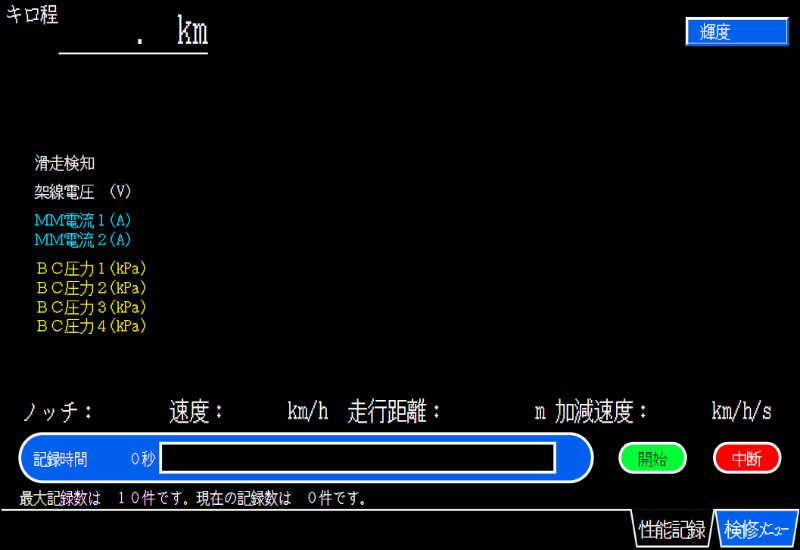 キロ程
. km
輝度
滑走検知
架線電圧 (V)
MM電流1(A)
MM電流2(A)
BC圧力1(kPa)
BC圧力2(kPa)
BC圧力3(kPa)
BC圧力4(kPa)
ノッチ： 速度： km/h 走行距離： m 加減速度： km/h/s
記録時間 0秒 開始 中断
最大記録数は 10件です。現在の記録数は 0件です。
性能記録 検修ﾒﾆｭｰ